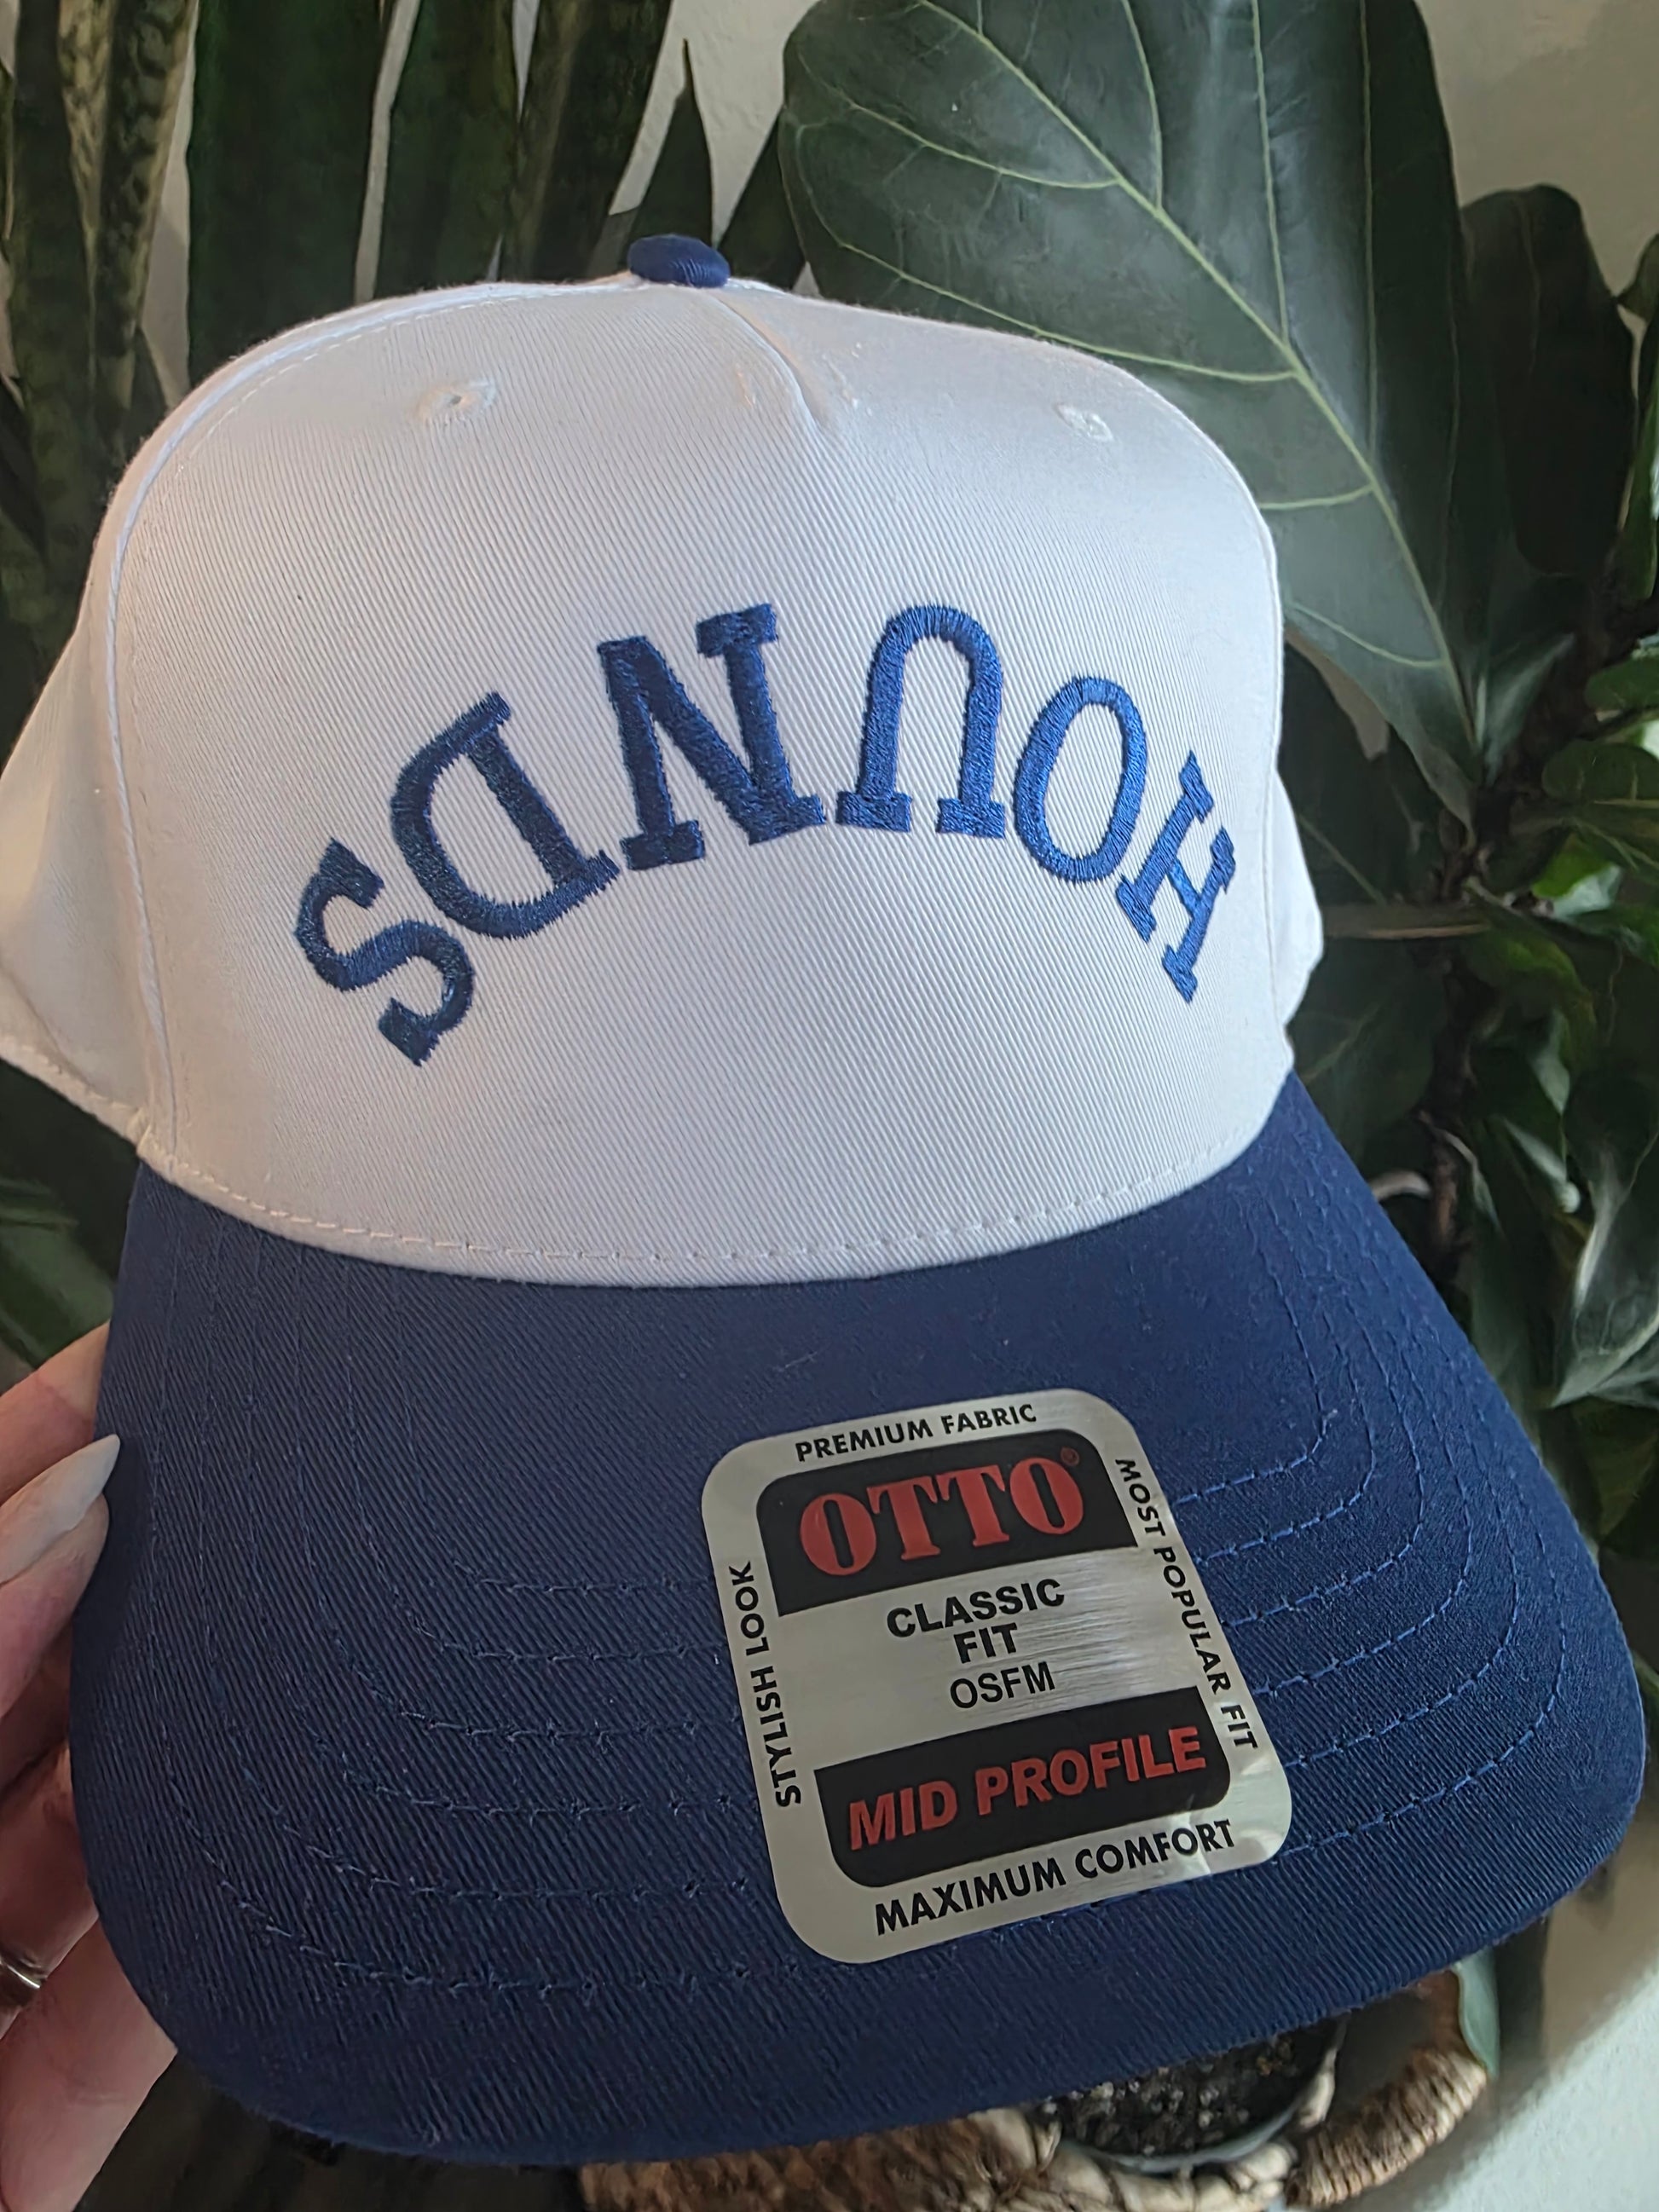 HOUNDS
PREMIUM FABRIC
OTTO®
CLASSIC
FIT
OSFM
MID PROFILE
MAXIMUM COMFORT
STYLISH LOOK
MOST POPULAR FIT